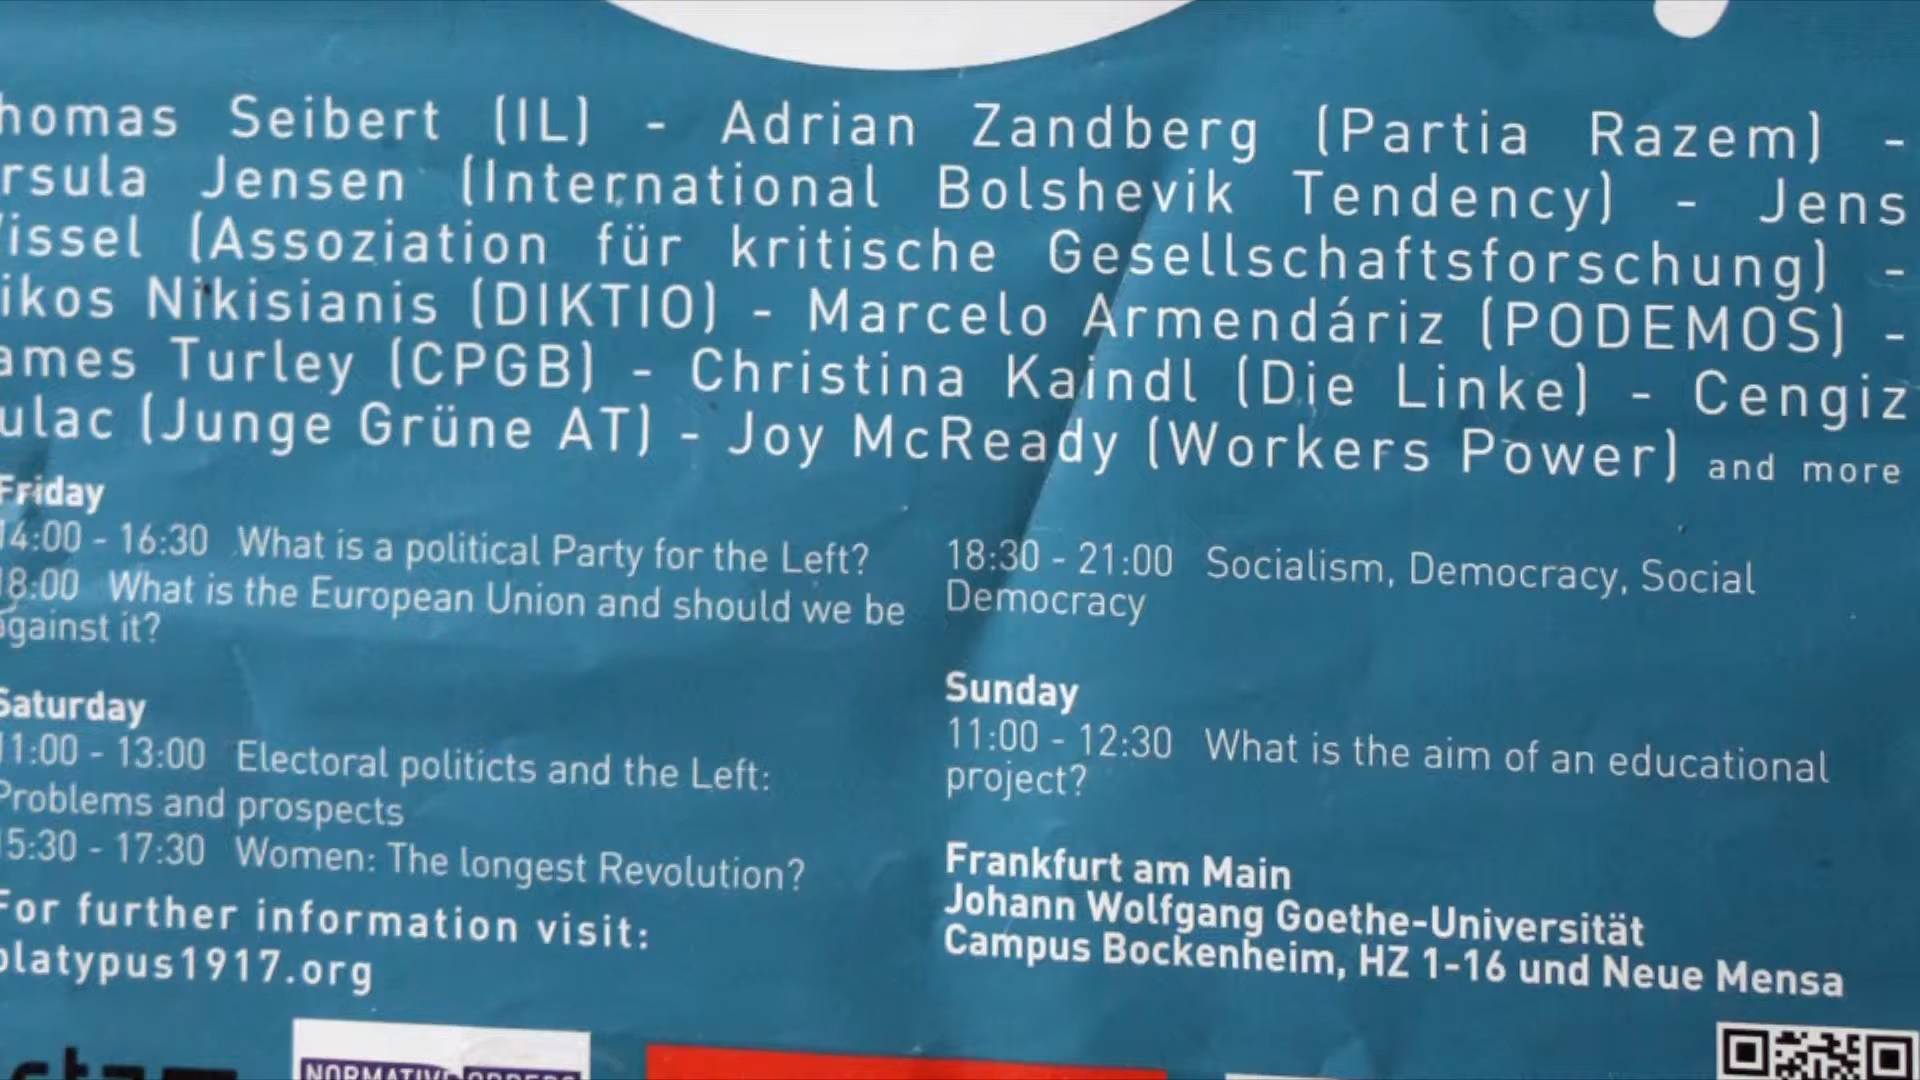 homas Seibert (IL) - Adrian Zandberg (Partia Razem) -
rsula Jensen (International Bolshevik Tendency) - Jens
issel (Assoziation für kritische Gesellschaftsforschung) -
ikos Nikisianis (DIKTIO) - Marcelo Armendáriz (PODEMOS) -
ames Turley (CPGB) - Christina Kaindl (Die Linke) - Cengiz
ulac (Junge Grüne AT) - Joy McReady (Workers Power) and more
Friday
14:00 - 16:30 What is a political Party for the Left?
18:00 What is the European Union and should we be
against it?
Saturday
11:00 - 13:00 Electoral politicts and the Left:
Problems and prospects
15:30 - 17:30 Women: The longest Revolution?
For further information visit:
platypus1917.org
18:30 - 21:00 Socialism, Democracy, Social
Democracy
Sunday
11:00 - 12:30 What is the aim of an educational
project?
Frankfurt am Main
Johann Wolfgang Goethe-Universität
Campus Bockenheim, HZ 1-16 und Neue Mensa
NORMATIVE ORDERS